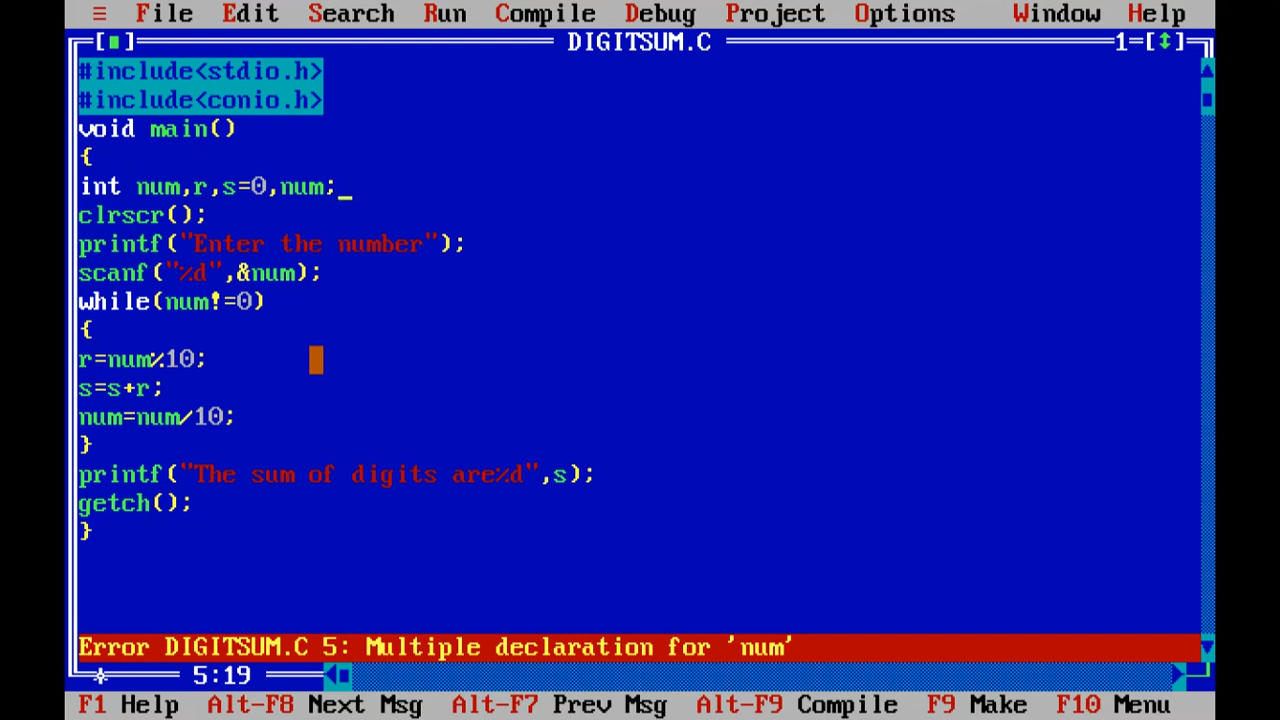 ≡ File Edit Search Run Compile Debug Project Options Window Help
[■] DIGITSUM.C 1=[↕]
#include<stdio.h>
#include<conio.h>
void main()
{
int num,r,s=0,num;_
clrscr();
printf("Enter the number");
scanf("%d",&num);
while(num!=0)
{
r=num%10;
s=s+r;
num=num/10;
}
printf("The sum of digits are%d",s);
getch();
}
Error DIGITSUM.C 5: Multiple declaration for 'num'
* 5:19
F1 Help Alt-F8 Next Msg Alt-F7 Prev Msg Alt-F9 Compile F9 Make F10 Menu